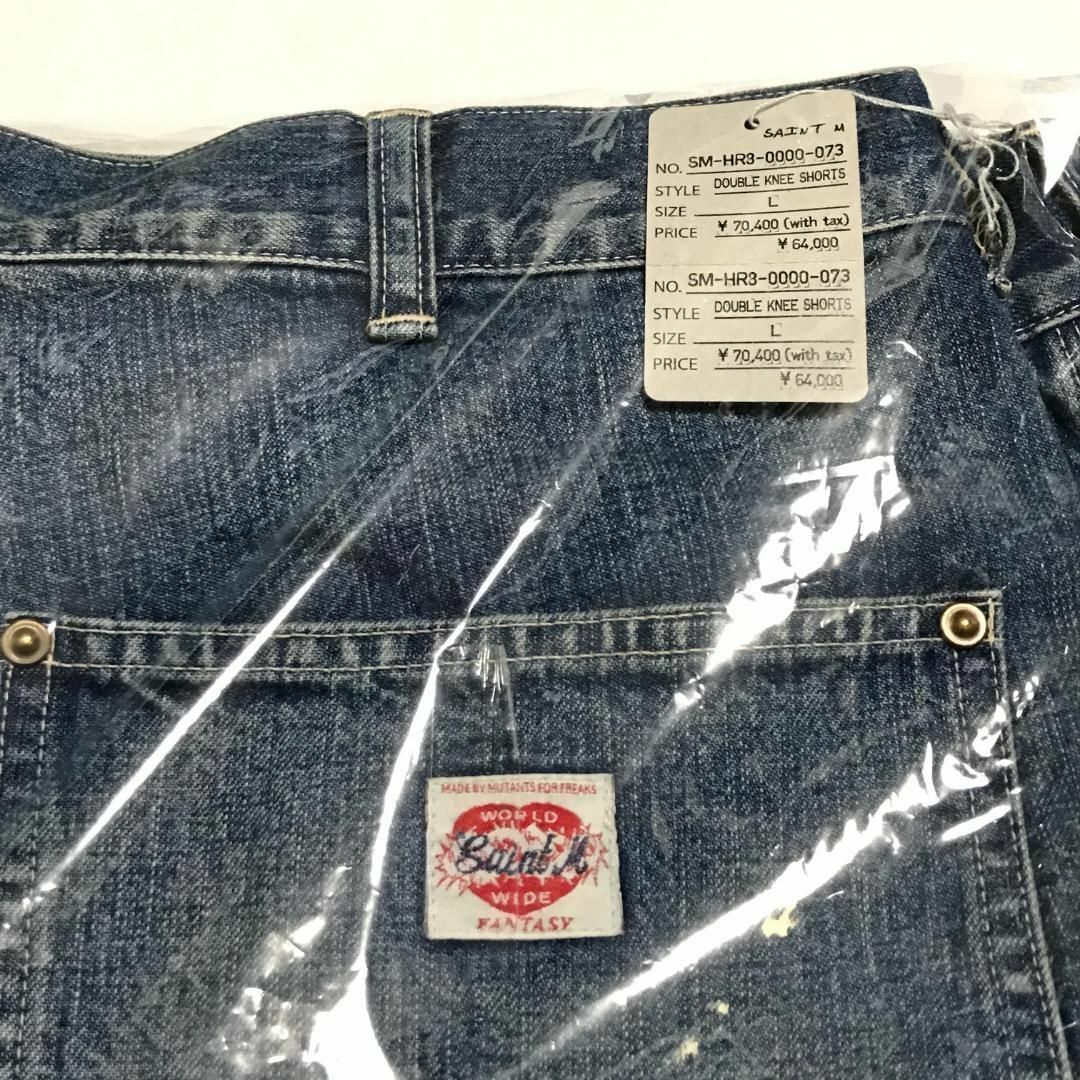 SAINT M
NO. SM-HR3-0000-073
STYLE DOUBLE KNEE SHORTS
SIZE L
PRICE ¥ 70,400 (with tax)
¥ 64,000
NO. SM-HR3-0000-073
STYLE DOUBLE KNEE SHORTS
SIZE L
PRICE ¥ 70,400 (with tax)
¥ 64,000
MADE BY MUTANTS FOR FREAKS
WORLD
Saint M
WIDE
FANTASY